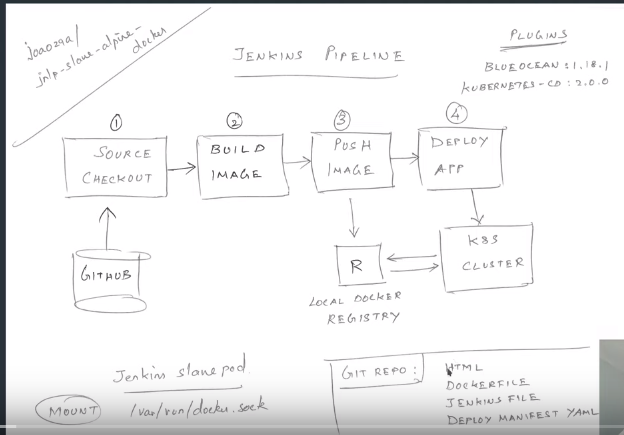 joao29a/
jnlp-slave-alpine-
docker
JENKINS PIPELINE
PLUGINS
BLUEOCEAN : 1.18.1
KUBERNETES-CD : 2.0.0
1
2
3
4
SOURCE
CHECKOUT
BUILD
IMAGE
PUSH
IMAGE
DEPLOY
APP
GITHUB
R
K8S
CLUSTER
LOCAL DOCKER
REGISTRY
Jenkins slave pod
MOUNT /var/run/docker.sock
GIT REPO : HTML
DOCKERFILE
JENKINS FILE
DEPLOY MANIFEST YAML